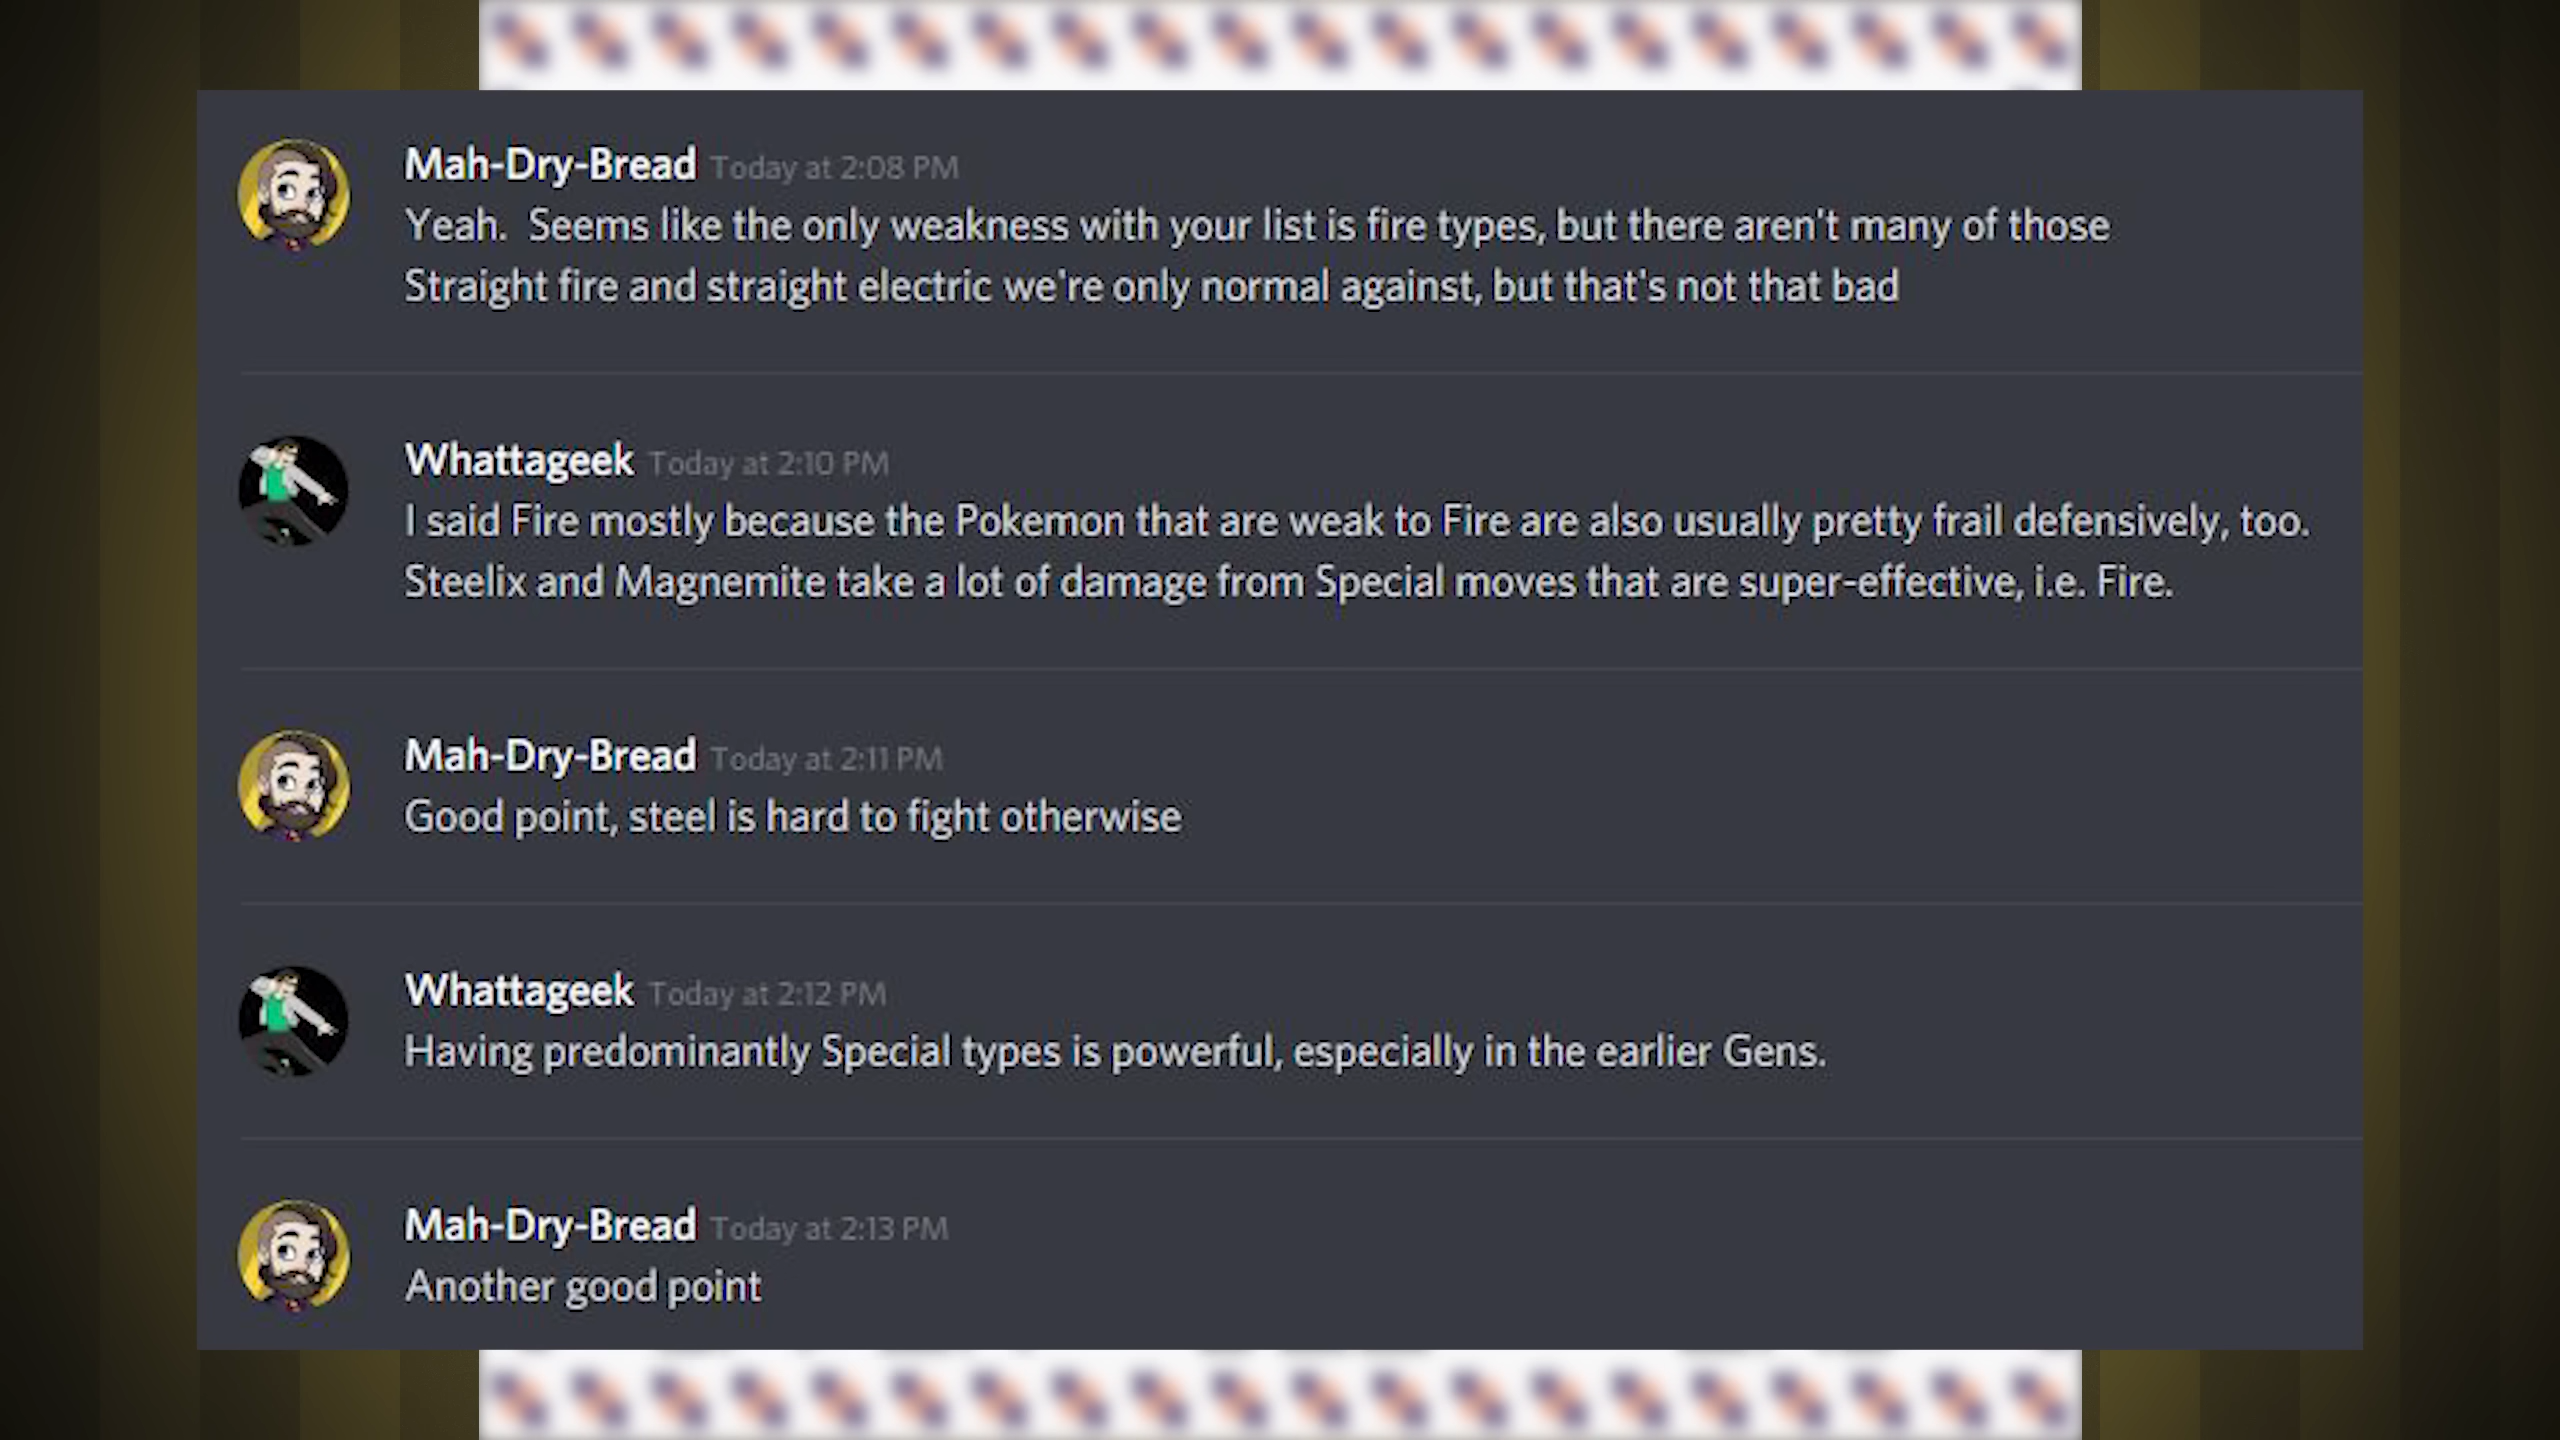 Mah-Dry-Bread Today at 2:08 PM
Yeah.  Seems like the only weakness with your list is fire types, but there aren't many of those
Straight fire and straight electric we're only normal against, but that's not that bad
Whattageek Today at 2:10 PM
I said Fire mostly because the Pokemon that are weak to Fire are also usually pretty frail defensively, too.
Steelix and Magnemite take a lot of damage from Special moves that are super-effective, i.e. Fire.
Mah-Dry-Bread Today at 2:11 PM
Good point, steel is hard to fight otherwise
Whattageek Today at 2:12 PM
Having predominantly Special types is powerful, especially in the earlier Gens.
Mah-Dry-Bread Today at 2:13 PM
Another good point